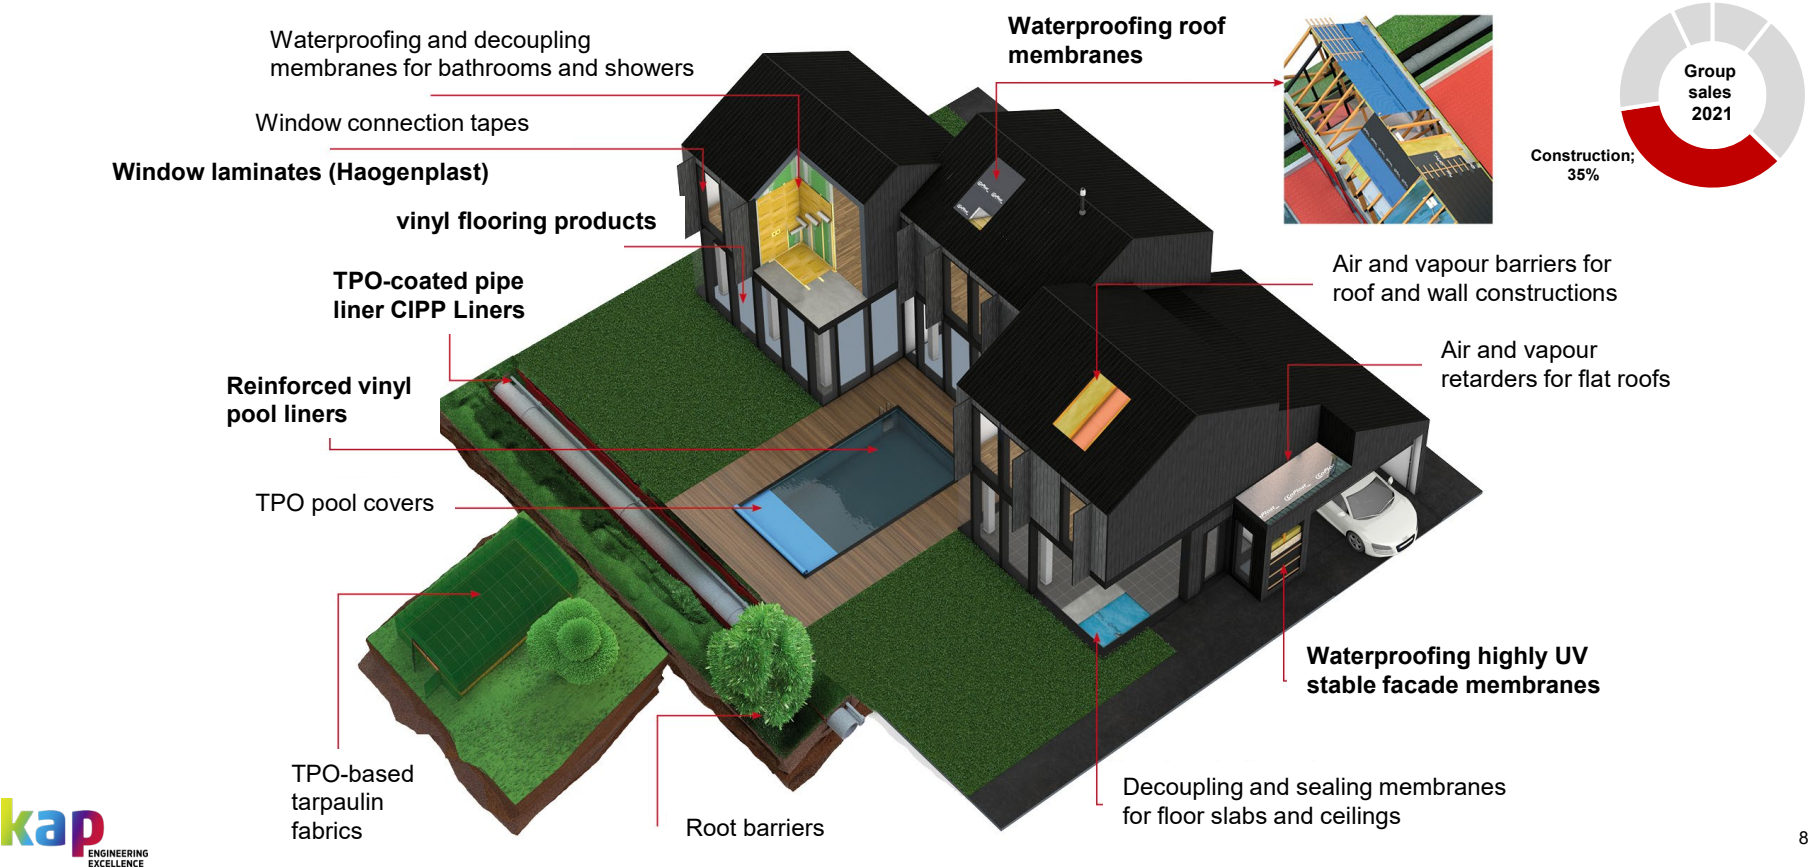 Waterproofing and decoupling
membranes for bathrooms and showers
Window connection tapes
Window laminates (Haogenplast)
vinyl flooring products
TPO-coated pipe
liner CIPP Liners
Reinforced vinyl
pool liners
TPO pool covers
TPO-based
tarpaulin
fabrics
Root barriers
Waterproofing roof
membranes
Group
sales
2021
Construction;
35%
Air and vapour barriers for
roof and wall constructions
Air and vapour
retarders for flat roofs
Waterproofing highly UV
stable facade membranes
Decoupling and sealing membranes
for floor slabs and ceilings
kap
ENGINEERING
EXCELLENCE
8